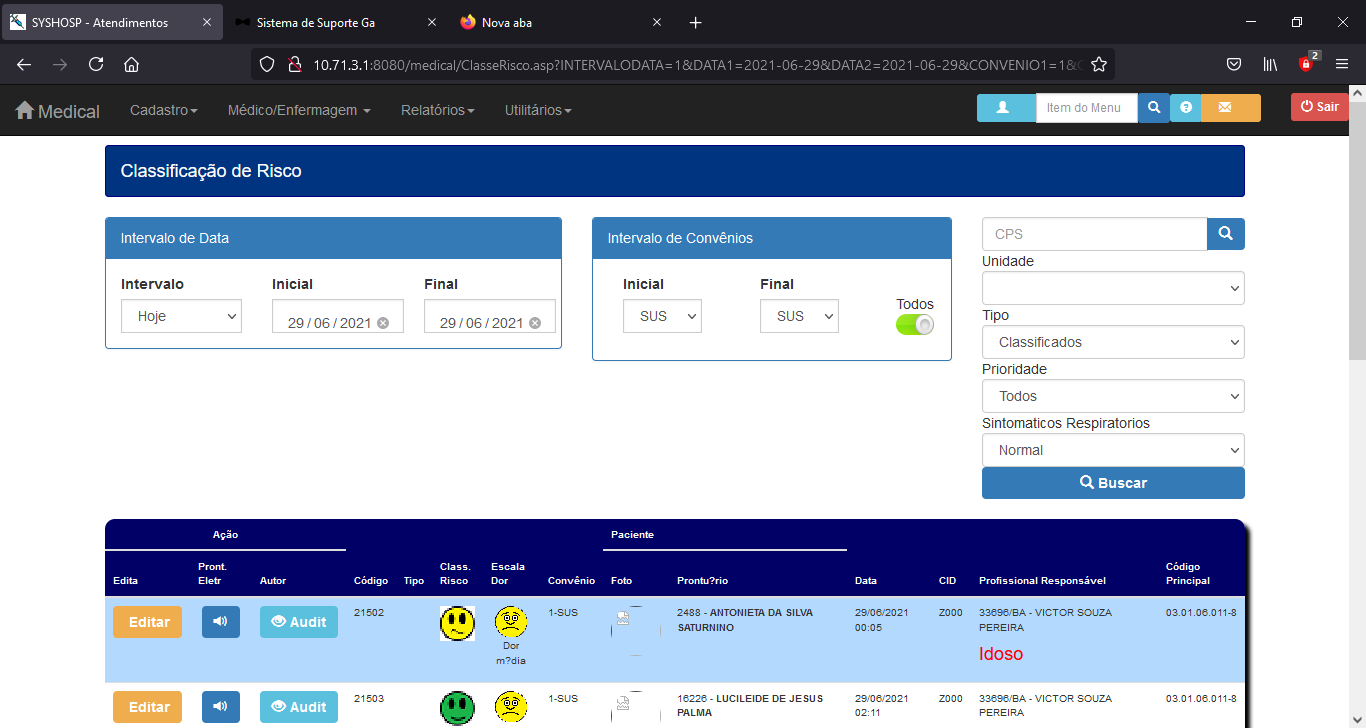 SYSHOSP - Atendimentos
Sistema de Suporte Ga
Nova aba
10.71.3.1:8080/medical/ClasseRisco.asp?INTERVALODATA=1&DATA1=2021-06-29&DATA2=2021-06-29&CONVENIO1=1&C
2
Medical
Cadastro
Médico/Enfermagem
Relatórios
Utilitários
Item do Menu
Sair
Classificação de Risco
Intervalo de Data
Intervalo Inicial Final
Hoje 29 / 06 / 2021 29 / 06 / 2021
Intervalo de Convênios
Inicial Final
SUS SUS
Todos
CPS
Unidade
Tipo
Classificados
Prioridade
Todos
Sintomaticos Respiratorios
Normal
Buscar
Ação Paciente
Edita Pront. Eletr Autor Código Tipo Class. Risco Escala Dor Convênio Foto Pront?rio Data CID Profissional Responsável Código Principal
Editar Audit 21502 1-SUS 2488 - ANTONIETA DA SILVA 29/06/2021 Z000 33696/BA - VICTOR SOUZA 03.01.06.011-8
SATURNINO 00:05 PEREIRA
Dor
m?dia
Idoso
Editar Audit 21503 1-SUS 16226 - LUCILEIDE DE JESUS 29/06/2021 Z000 33696/BA - VICTOR SOUZA 03.01.06.011-8
PALMA 02:11 PEREIRA